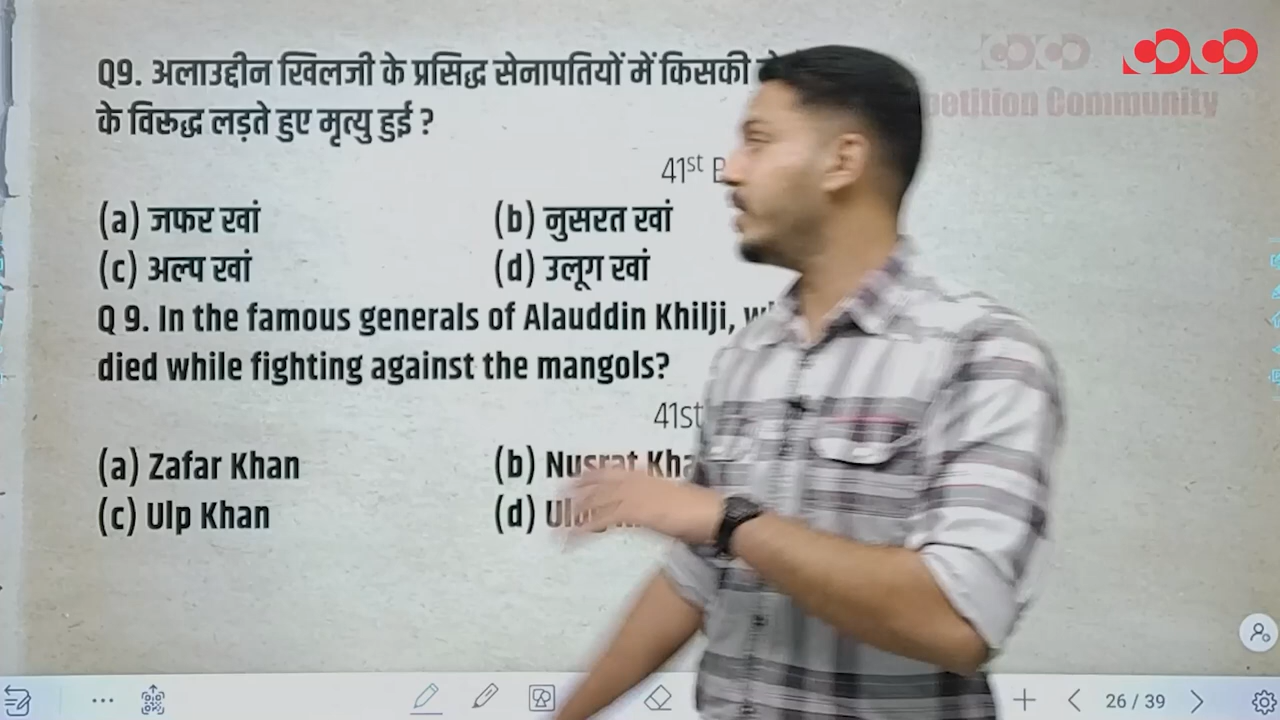 Q9. अलाउद्दीन खिलजी के प्रसिद्ध सेनापतियों में किसकी
के विरूद्ध लड़ते हुए मृत्यु हुई ?
41st
(a) जफर खां (b) नुसरत खां
(c) अल्प खां (d) उलूग खां
Q 9. In the famous generals of Alauddin Khilji,
died while fighting against the mangols?
41st
(a) Zafar Khan (b) Nusrat
(c) Ulp Khan (d)
Community
26 / 39